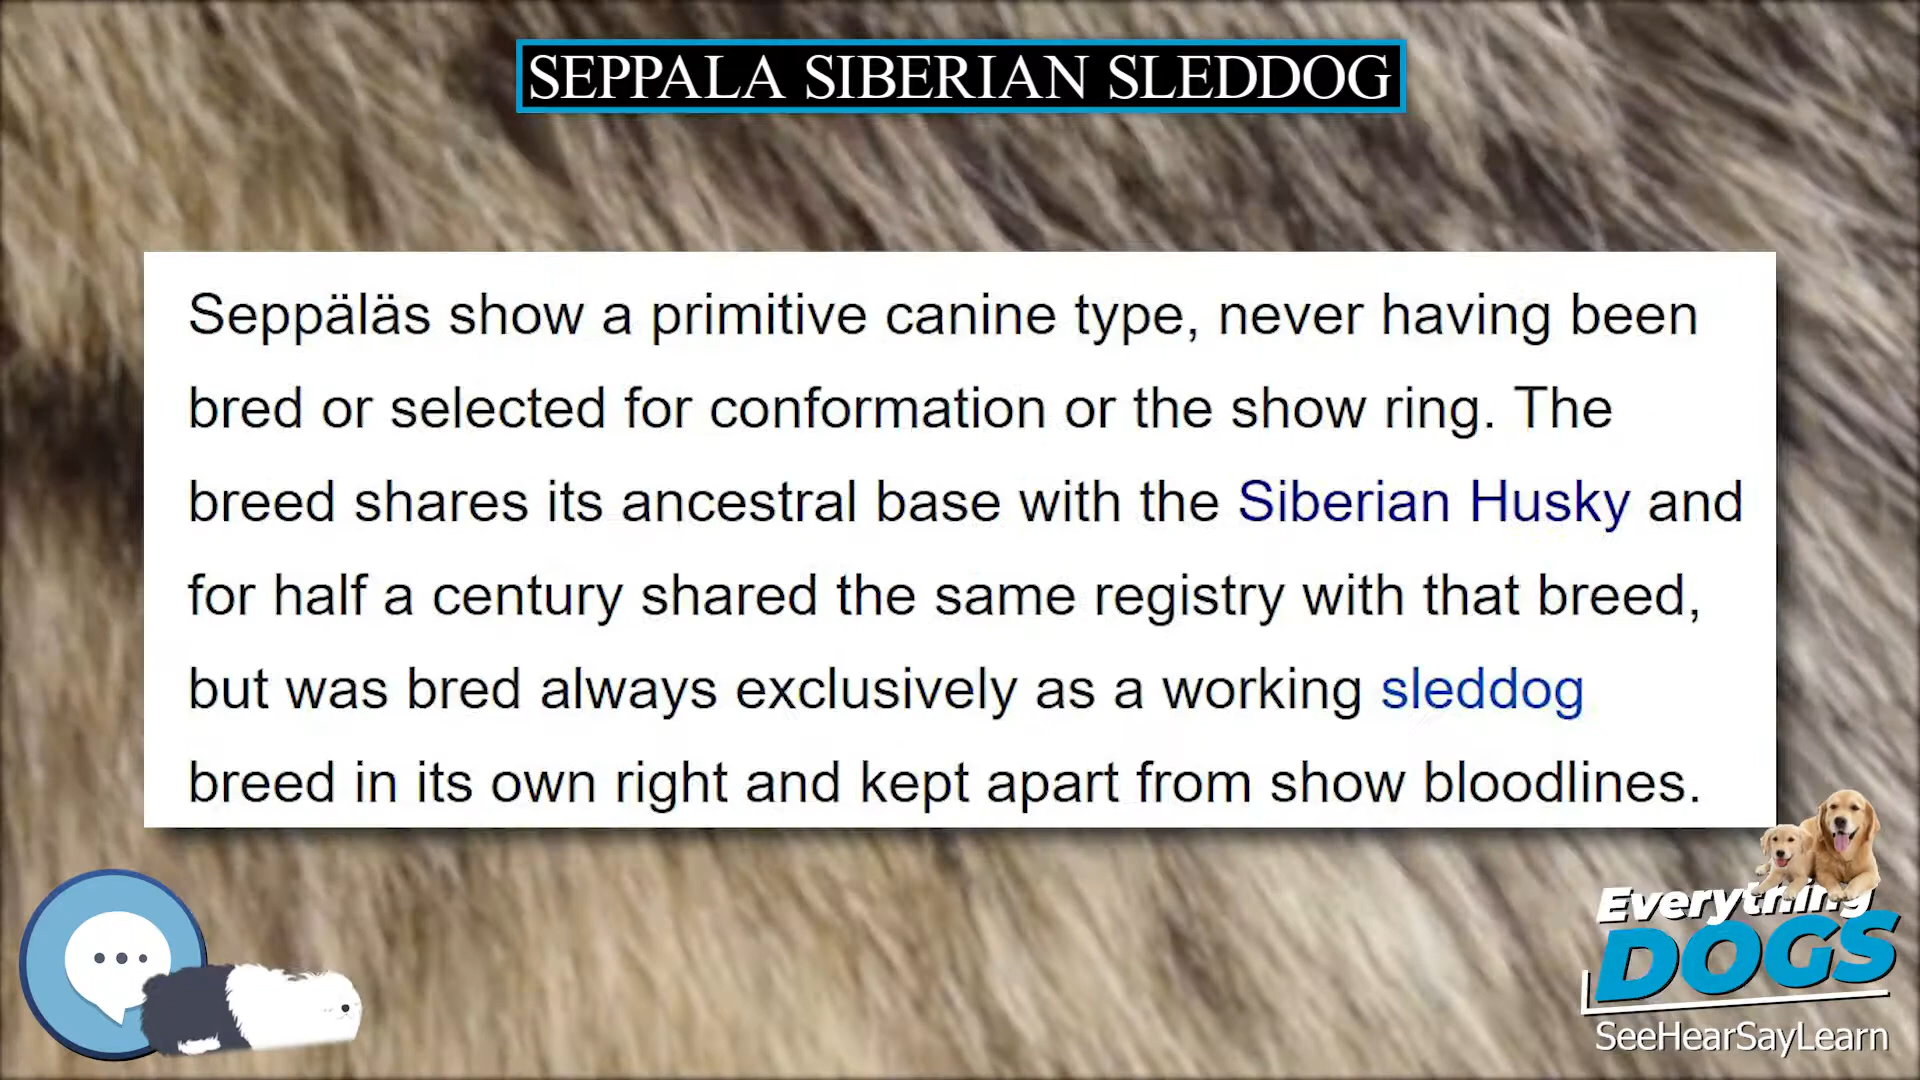 SEPPALA SIBERIAN SLEDDOG
Seppäläs show a primitive canine type, never having been
bred or selected for conformation or the show ring. The
breed shares its ancestral base with the Siberian Husky and
for half a century shared the same registry with that breed,
but was bred always exclusively as a working sleddog
breed in its own right and kept apart from show bloodlines.
Everything
DOGS
SeeHearSayLearn